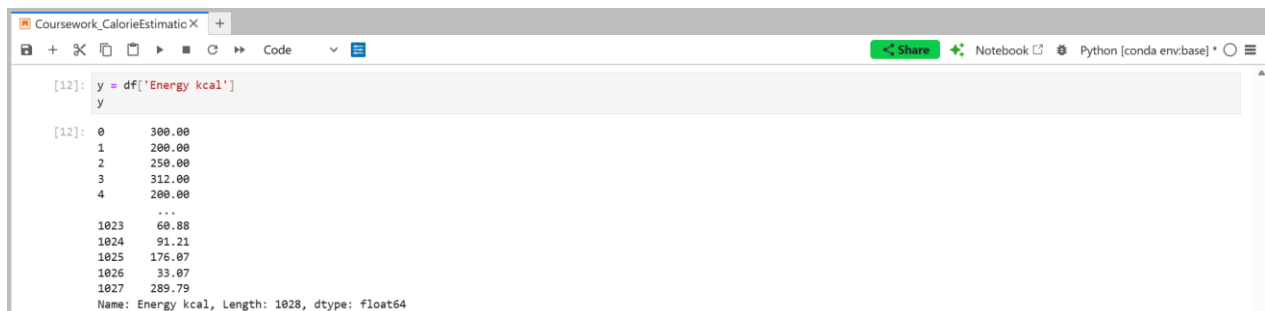 Coursework_CalorieEstimatic
Code
Share
Notebook
Python [conda env:base] *
[12]: y = df['Energy kcal']
y
[12]: 0 300.00
1 200.00
2 250.00
3 312.00
4 200.00
...
1023 60.88
1024 91.21
1025 176.07
1026 33.07
1027 289.79
Name: Energy kcal, Length: 1028, dtype: float64